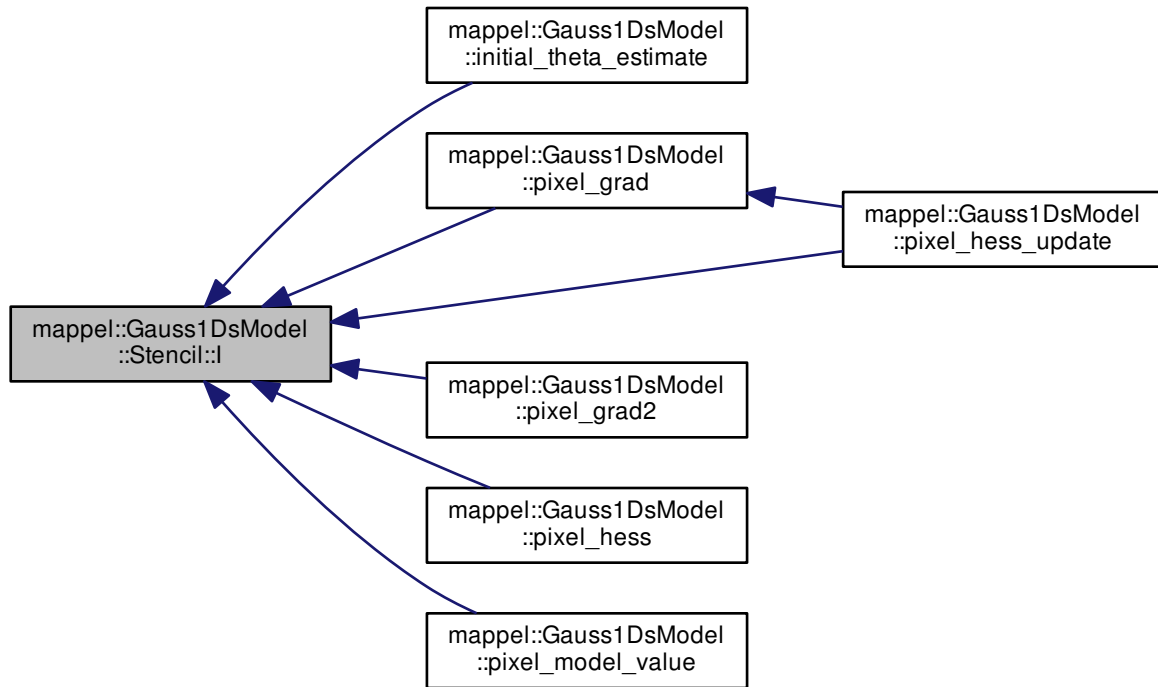 mappel::Gauss1DsModel
::initial_theta_estimate
mappel::Gauss1DsModel
::pixel_grad
mappel::Gauss1DsModel
::pixel_hess_update
mappel::Gauss1DsModel
::Stencil::I
mappel::Gauss1DsModel
::pixel_grad2
mappel::Gauss1DsModel
::pixel_hess
mappel::Gauss1DsModel
::pixel_model_value